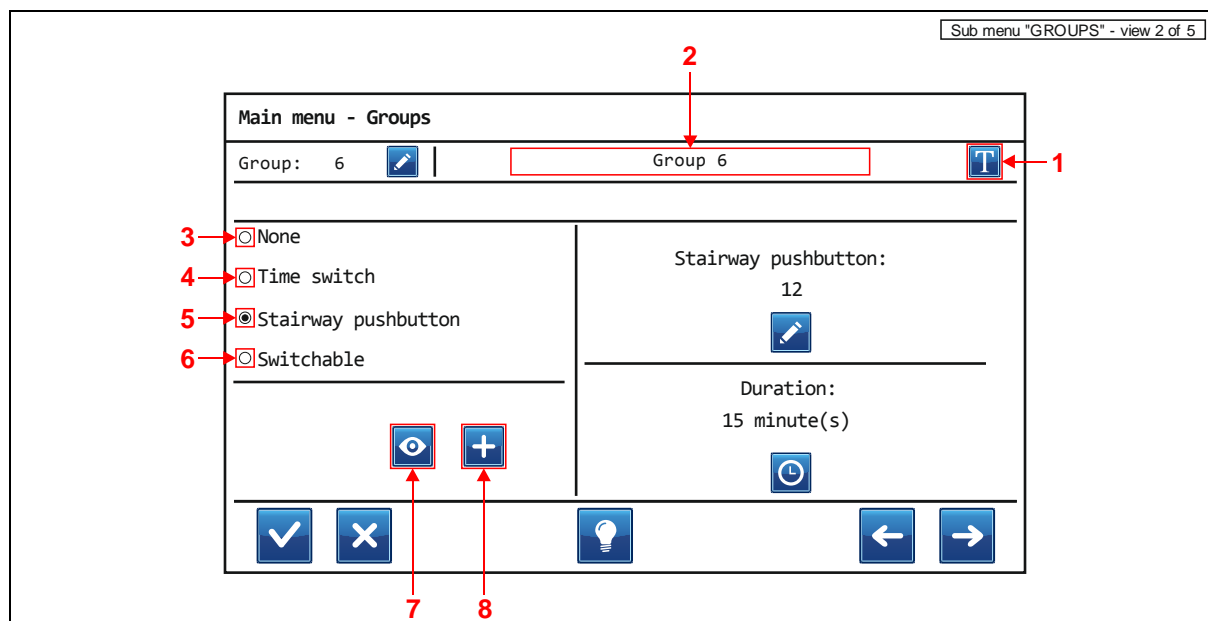 Sub menu "GROUPS" - view 2 of 5
2
Main menu - Groups
Group: 6
Group 6
T
1
3
None
4
Time switch
5
Stairway pushbutton
6
Switchable
Stairway pushbutton:
12
Duration:
15 minute(s)
7
8